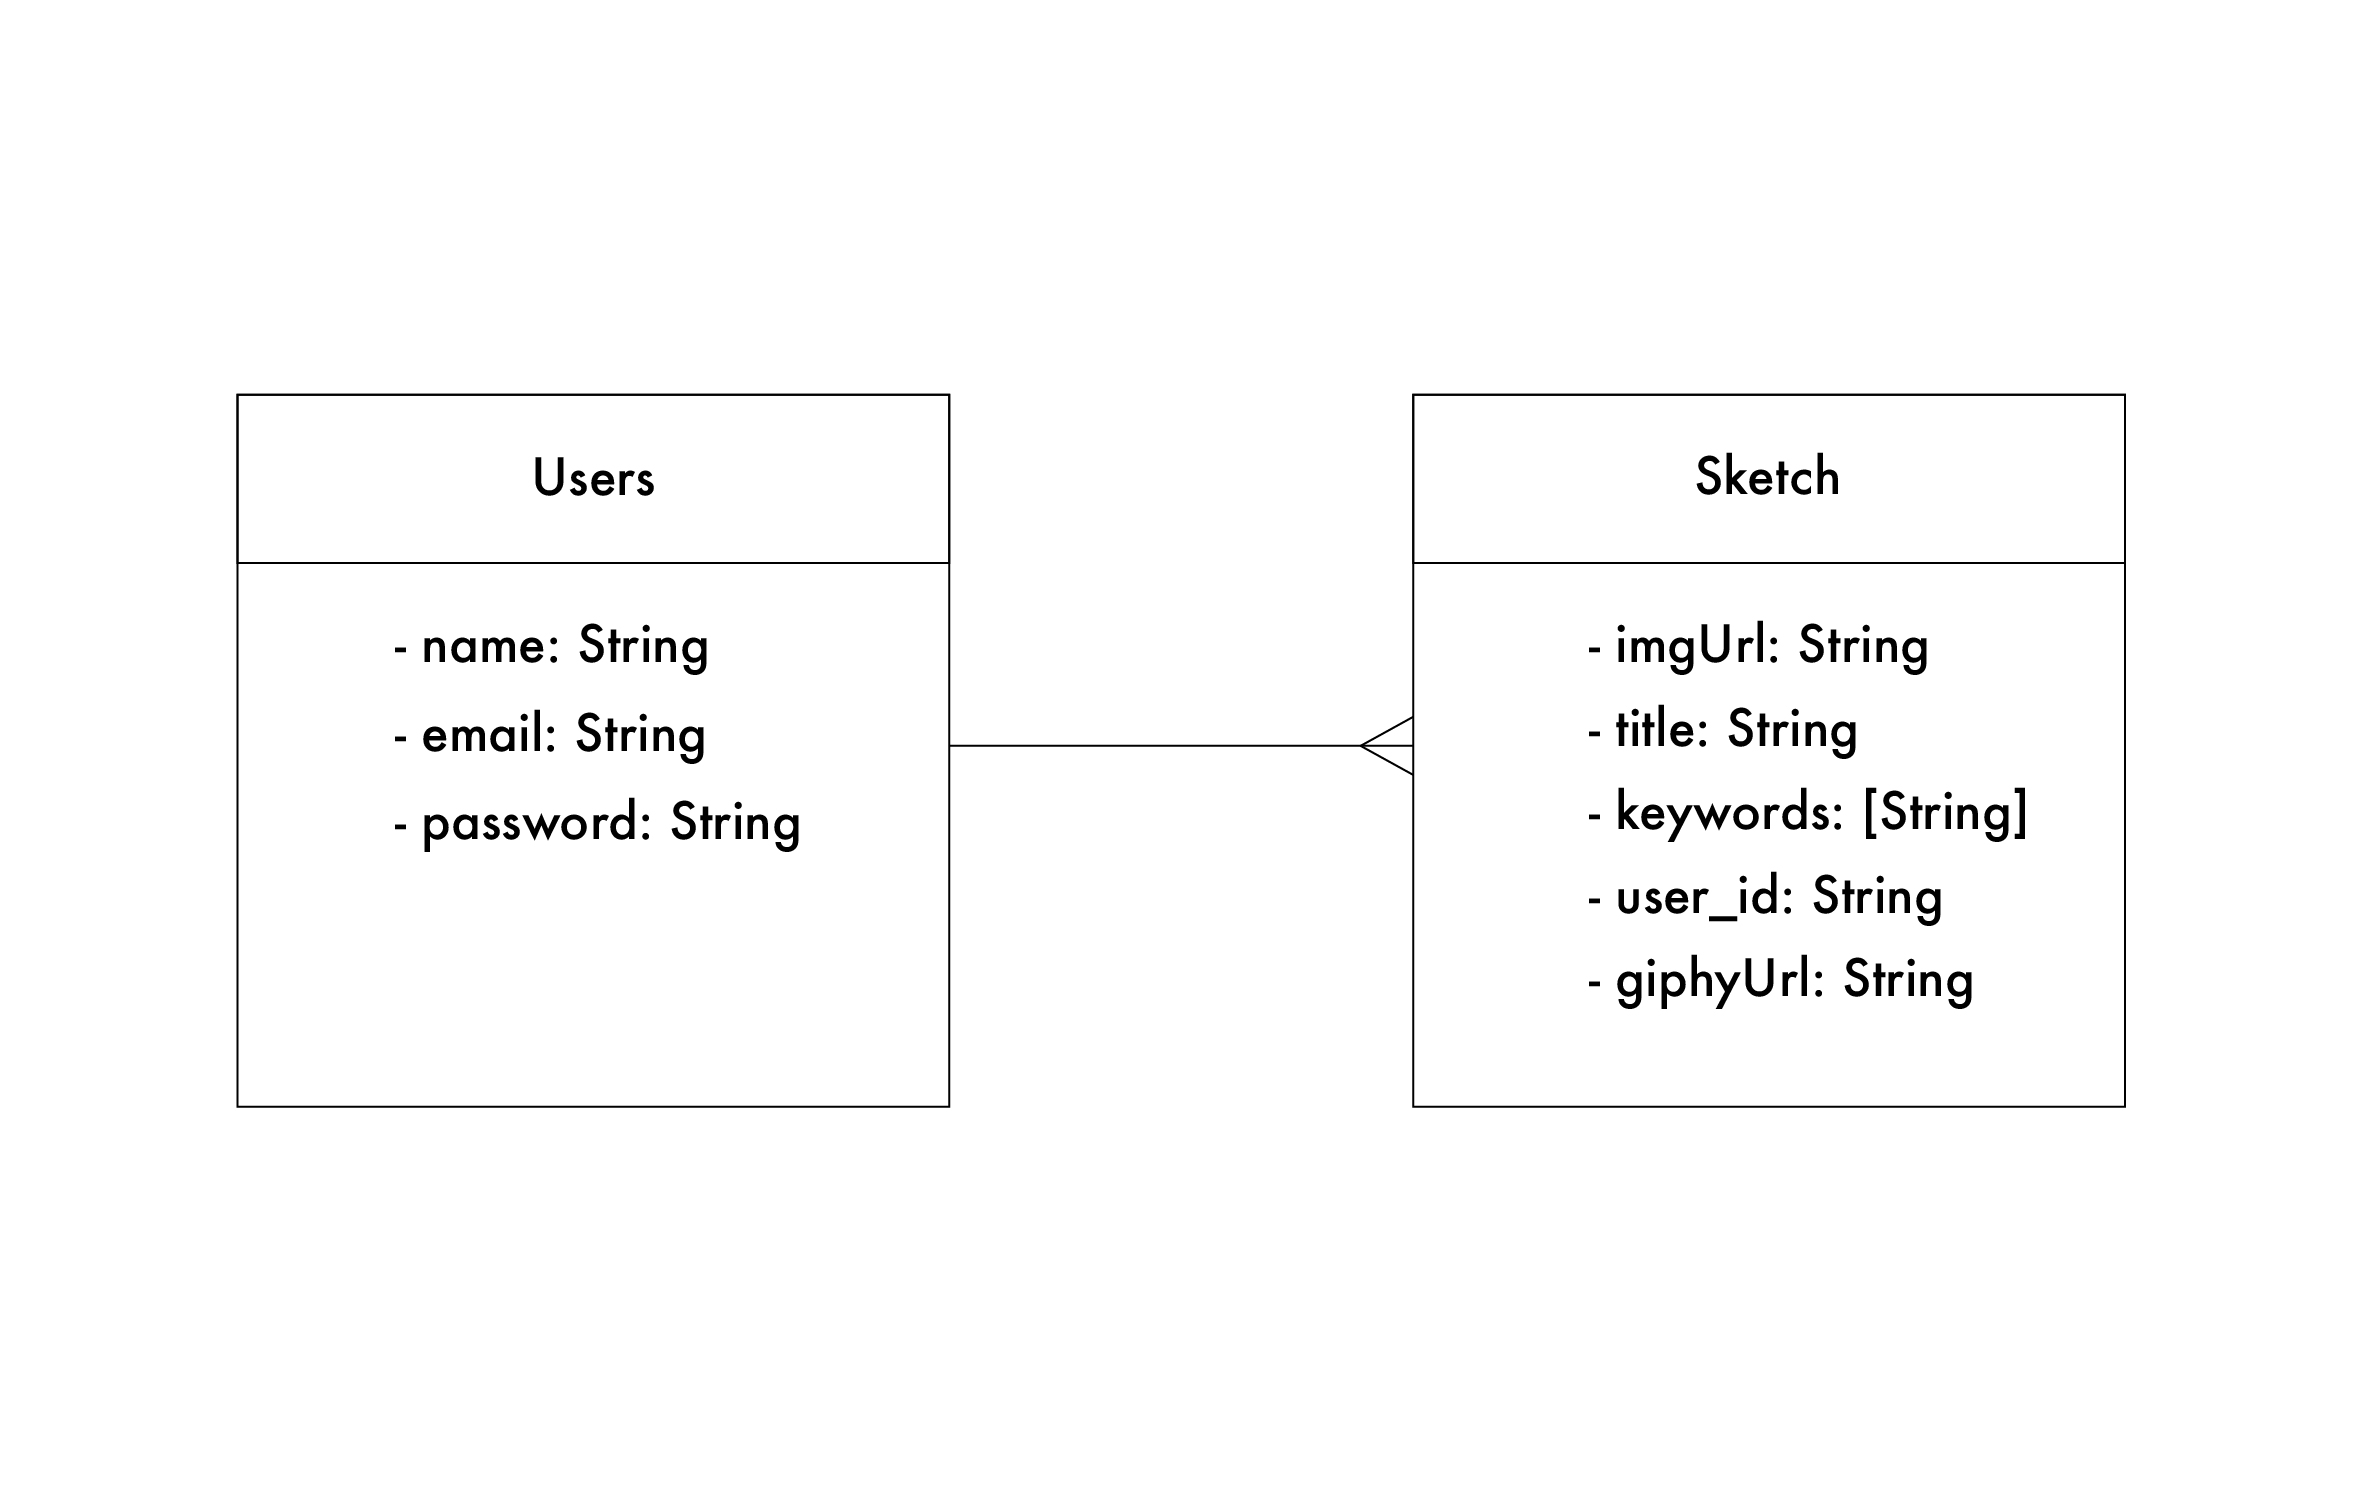 Users
- name: String
- email: String
- password: String
Sketch
- imgUrl: String
- title: String
- keywords: [String]
- user_id: String
- giphyUrl: String